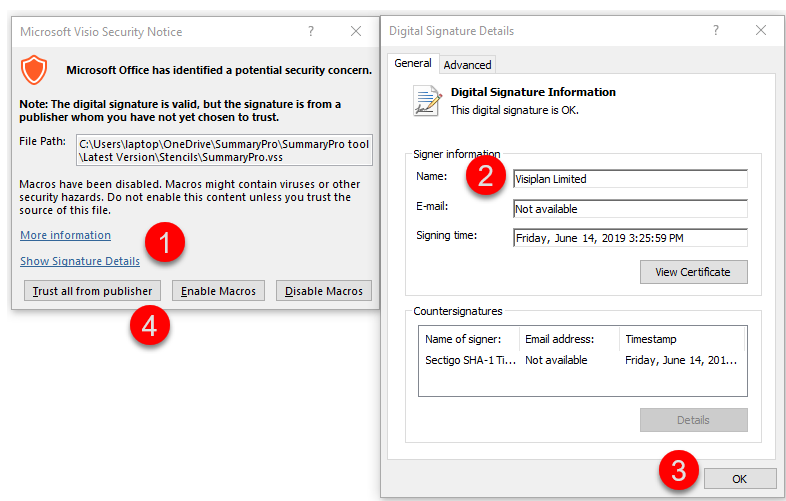 Microsoft Visio Security Notice
Microsoft Office has identified a potential security concern.
Note: The digital signature is valid, but the signature is from a
publisher whom you have not yet chosen to trust.
File Path:
C:\Users\laptop\OneDrive\SummaryPro\SummaryPro tool
\Latest Version\Stencils\SummaryPro.vss
Macros have been disabled. Macros might contain viruses or other
security hazards. Do not enable this content unless you trust the
source of this file.
More information
1
Show Signature Details
Trust all from publisher
Enable Macros
Disable Macros
4
Digital Signature Details
General
Advanced
Digital Signature Information
This digital signature is OK.
Signer information
Name:
2
Visiplan Limited
E-mail:
Not available
Signing time:
Friday, June 14, 2019 3:25:59 PM
View Certificate
Countersignatures
Name of signer: Email address: Timestamp
Sectigo SHA-1 Ti... Not available Friday, June 14, 201...
Details
3
OK